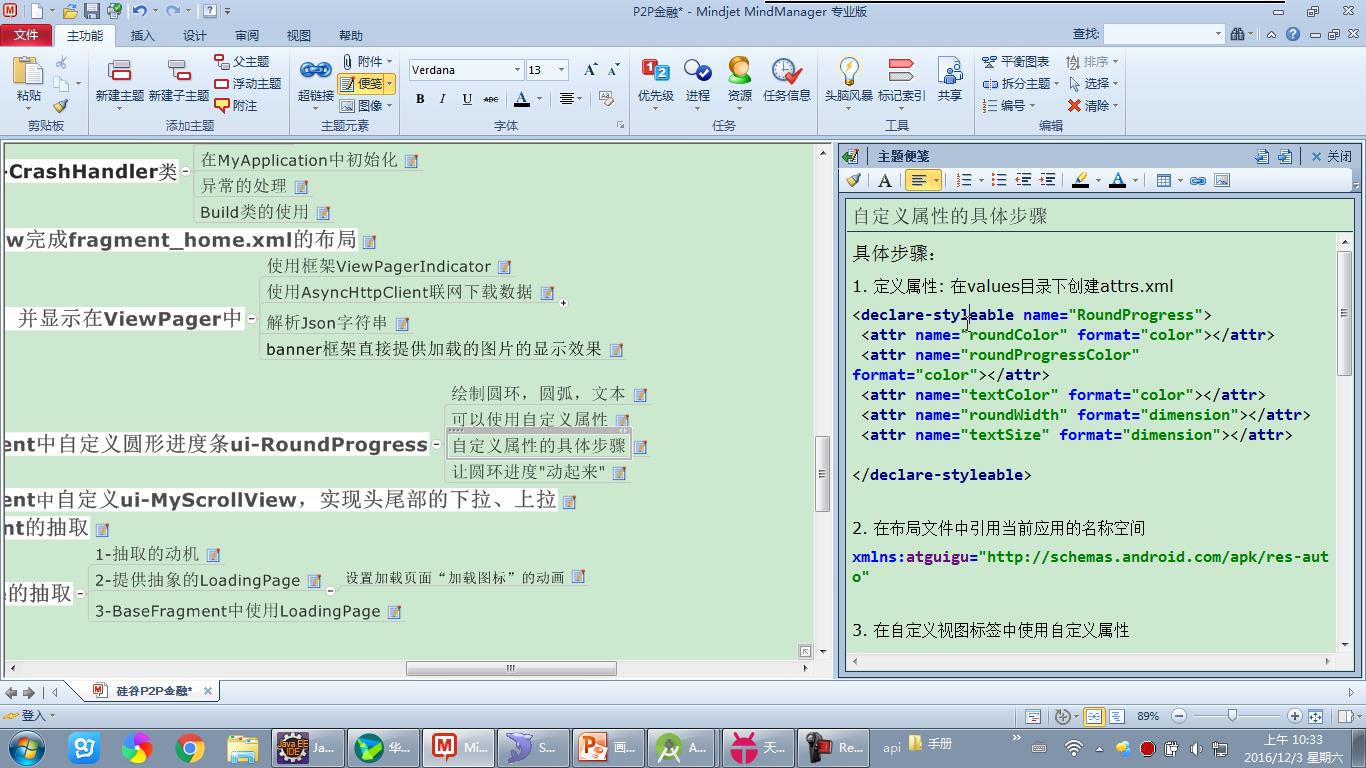 P2P金融* - Mindjet MindManager 专业版
文件 主功能 插入 设计 审阅 视图 帮助 查找:
粘贴 新建主题 新建子主题 父主题 浮动主题 附注 超链接 附件 便笺 图像 Verdana 13 优先级 进程 资源 任务信息 头脑风暴 标记索引 共享 平衡图表 拆分主题 编号 排序 选择 清除
剪贴板 添加主题 主题元素 字体 任务 工具 编辑
-CrashHandler类
在MyApplication中初始化
异常的处理
Build类的使用
w完成fragment_home.xml的布局
并显示在ViewPager中
使用框架ViewPagerIndicator
使用AsyncHttpClient联网下载数据
解析Json字符串
banner框架直接提供加载的图片的显示效果
ent中自定义圆形进度条ui-RoundProgress
绘制圆环，圆弧，文本
可以使用自定义属性
自定义属性的具体步骤
让圆环进度"动起来"
ent中自定义ui-MyScrollView，实现头尾部的下拉、上拉
nt的抽取
的抽取
1-抽取的动机
2-提供抽象的LoadingPage
设置加载页面“加载图标”的动画
3-BaseFragment中使用LoadingPage
主题便笺 关闭
自定义属性的具体步骤
具体步骤：
1. 定义属性: 在values目录下创建attrs.xml
<declare-styleable name="RoundProgress">
<attr name="roundColor" format="color"></attr>
<attr name="roundProgressColor"
format="color"></attr>
<attr name="textColor" format="color"></attr>
<attr name="roundWidth" format="dimension"></attr>
<attr name="textSize" format="dimension"></attr>
</declare-styleable>
2. 在布局文件中引用当前应用的名称空间
xmlns:atguigu="http://schemas.android.com/apk/res-aut
o"
3. 在自定义视图标签中使用自定义属性
硅谷P2P金融*
登入 89%
Ja... 华... Mi... S... 画... A... 天... Re... api 手册
上午 10:33
2016/12/3 星期六